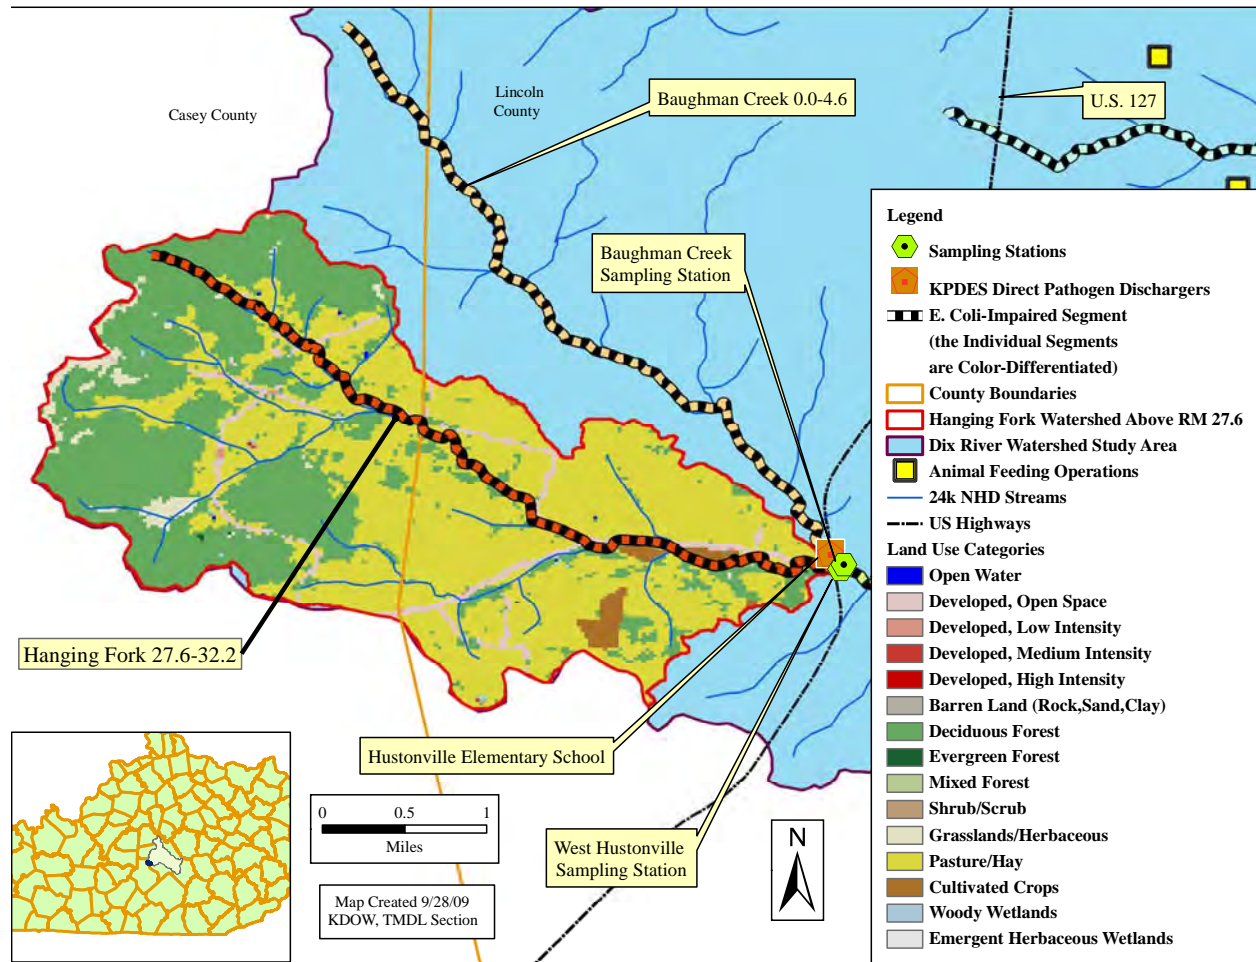 Casey County
Lincoln
County
Baughman Creek 0.0-4.6
U.S. 127
Baughman Creek
Sampling Station
Hanging Fork 27.6-32.2
Hustonville Elementary School
West Hustonville
Sampling Station
0 0.5 1
Miles
Map Created 9/28/09
KDOW, TMDL Section
N
Legend
Sampling Stations
KPDES Direct Pathogen Dischargers
E. Coli-Impaired Segment
(the Individual Segments
are Color-Differentiated)
County Boundaries
Hanging Fork Watershed Above RM 27.6
Dix River Watershed Study Area
Animal Feeding Operations
24k NHD Streams
US Highways
Land Use Categories
Open Water
Developed, Open Space
Developed, Low Intensity
Developed, Medium Intensity
Developed, High Intensity
Barren Land (Rock,Sand,Clay)
Deciduous Forest
Evergreen Forest
Mixed Forest
Shrub/Scrub
Grasslands/Herbaceous
Pasture/Hay
Cultivated Crops
Woody Wetlands
Emergent Herbaceous Wetlands